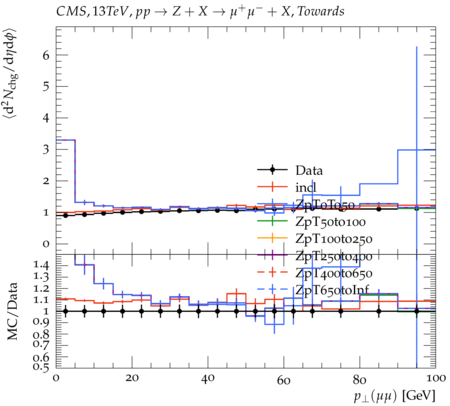 CMS, 13TeV, pp → Z + X → μ⁺μ⁻ + X, Towards
⟨d²Nchg/dηdϕ⟩
6
5
4
3
2
1
0
Data
incl
ZpT0To50
ZpT50to100
ZpT100to250
ZpT250to400
ZpT400to650
ZpT650toInf
MC/Data
1.4
1.3
1.2
1.1
1
0.9
0.8
0.7
0.6
0.5
0 20 40 60 80 100
p⊥(μμ) [GeV]